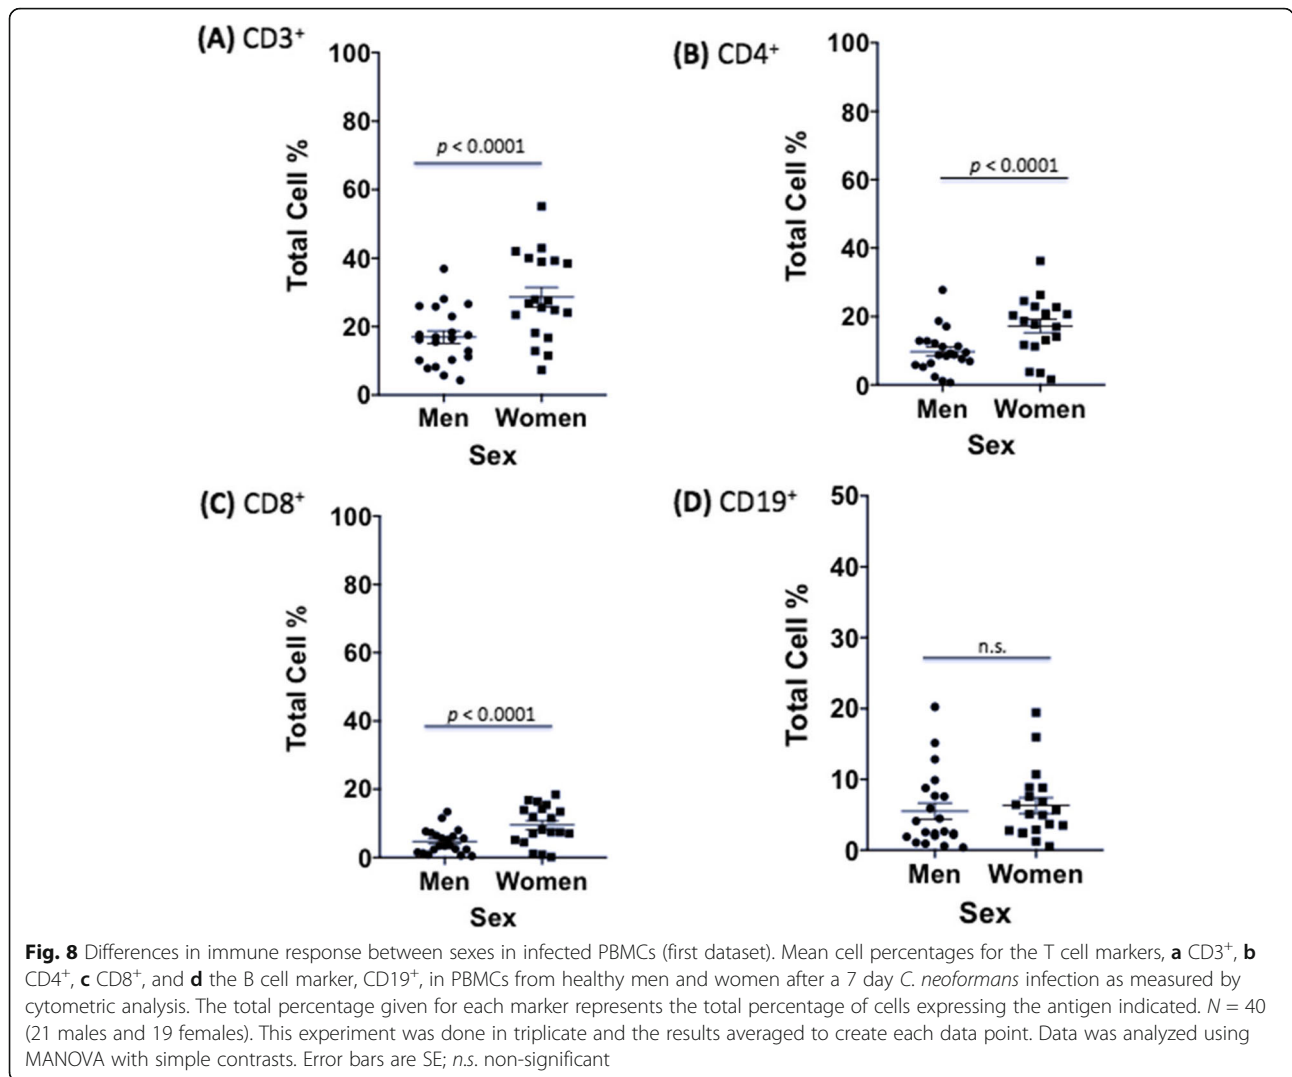 (A) CD3+
100
80
60
40
20
0
Total Cell %
p < 0.0001
Men Women
Sex
(B) CD4+
100
80
60
40
20
0
Total Cell %
p < 0.0001
Men Women
Sex
(C) CD8+
100
80
60
40
20
0
Total Cell %
p < 0.0001
Men Women
Sex
(D) CD19+
50
40
30
20
10
0
Total Cell %
n.s.
Men Women
Sex
Fig. 8 Differences in immune response between sexes in infected PBMCs (first dataset). Mean cell percentages for the T cell markers, a CD3+, b
CD4+, c CD8+, and d the B cell marker, CD19+, in PBMCs from healthy men and women after a 7 day C. neoformans infection as measured by
cytometric analysis. The total percentage given for each marker represents the total percentage of cells expressing the antigen indicated. N = 40
(21 males and 19 females). This experiment was done in triplicate and the results averaged to create each data point. Data was analyzed using
MANOVA with simple contrasts. Error bars are SE; n.s. non-significant